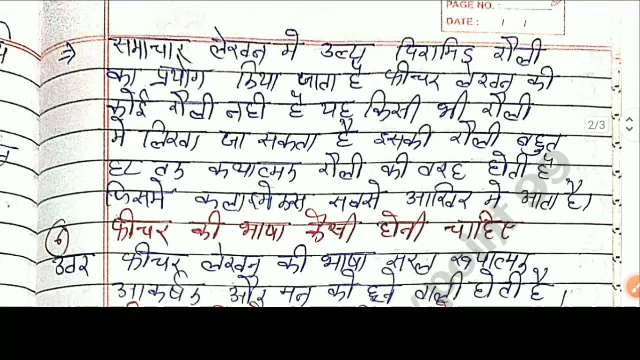 PAGE NO.:
DATE: / /
⇒ समाचार लेखन मे उल्टा पिरामिड शैली
का प्रयोग किया जाता है फीचर लेखन की
कोई शैली नही है यह किसी भी शैली
2/3
मे लिखा जा सकता है इसकी शैली बहुत
हद तक कथात्मक शैली की तरह होती है
जिसमें क्लाइमेक्स सबसे आखिर मे आता है।
फीचर की भाषा कैसी होनी चाहिए
उत्तर फीचर लेखन की भाषा सरल रूपात्मक
आकर्षक और मन को छूने वाली होती है।